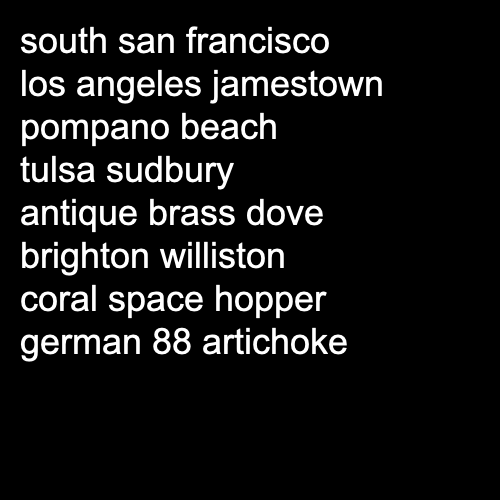 south san francisco
los angeles jamestown
pompano beach
tulsa sudbury
antique brass dove
brighton williston
coral space hopper
german 88 artichoke